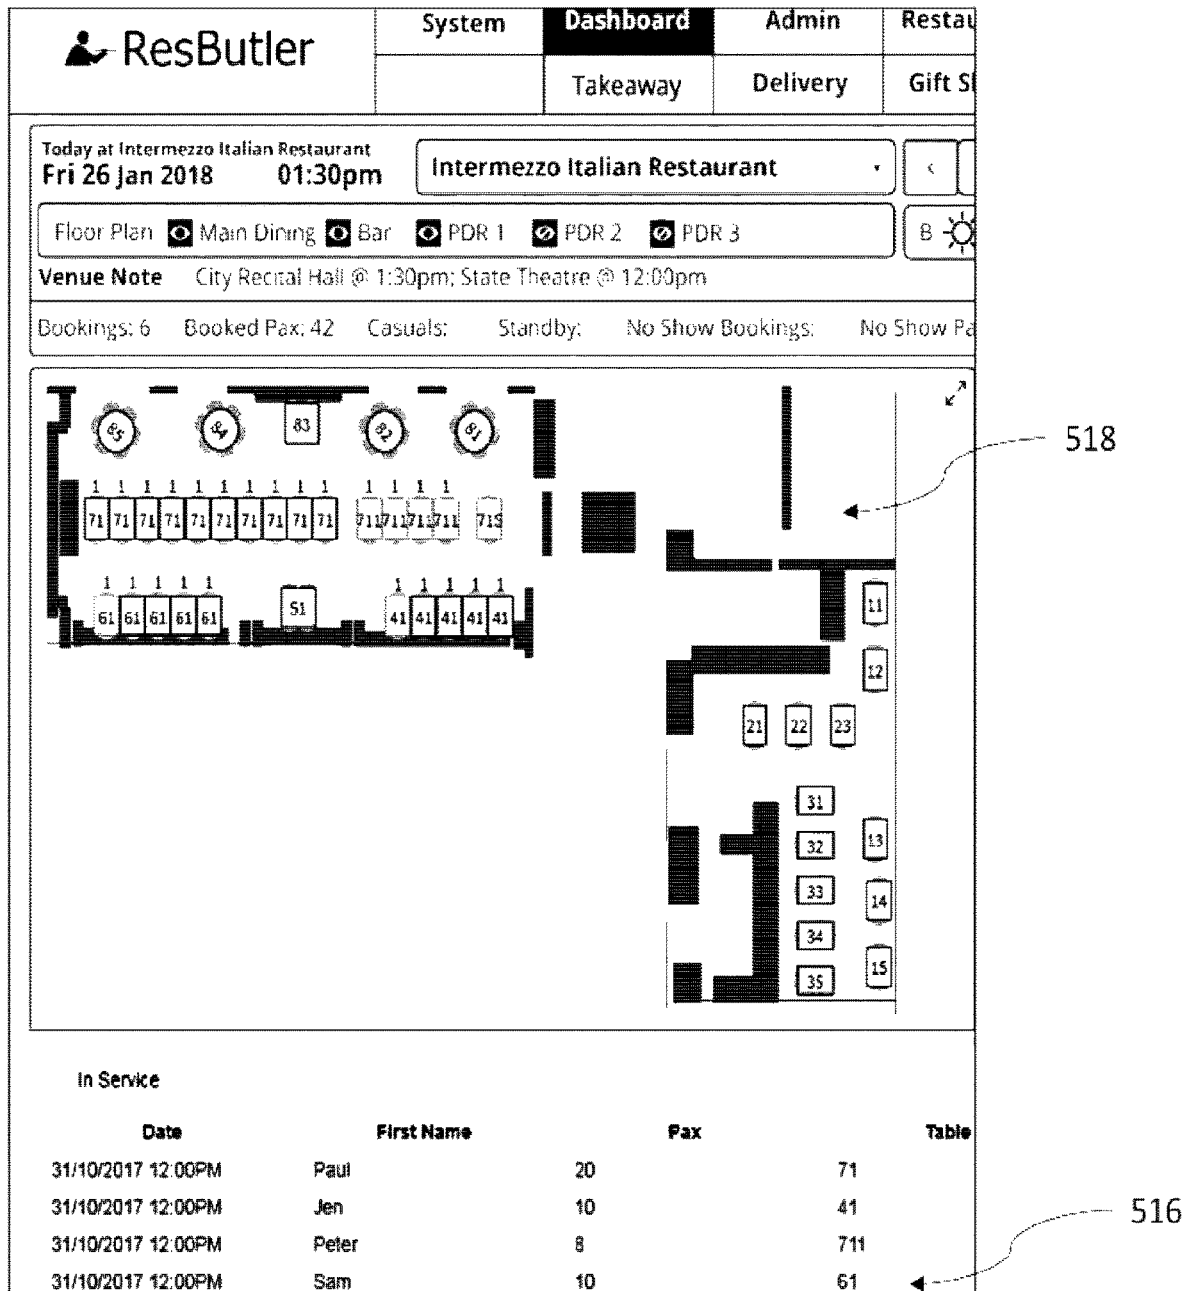 ResButler
System Dashboard Admin Restau
Takeaway Delivery Gift S
Today at Intermezzo Italian Restaurant
Fri 26 Jan 2018 01:30pm
Intermezzo Italian Restaurant
<
Floor Plan Main Dining Bar PDR 1 PDR 2 PDR 3
B
Venue Note City Recital Hall @ 1:30pm; State Theatre @ 12:00pm
Bookings: 6 Booked Pax: 42 Casuals: Standby: No Show Bookings: No Show Pa
85 84 83 82 81
518
1 1 1 1 1 1 1 1 1 1 1 1 1 1
71 71 71 71 71 71 71 71 71 71 711 711 711 711 715
1 1 1 1 1 1 1 1 1 1
61 61 61 61 61 51 41 41 41 41 41
11
12
21 22 23
31
32 13
33
14
34
15
35
In Service
Date First Name Pax Table
31/10/2017 12:00PM Paul 20 71
31/10/2017 12:00PM Jen 10 41
31/10/2017 12:00PM Peter 8 711
31/10/2017 12:00PM Sam 10 61
516